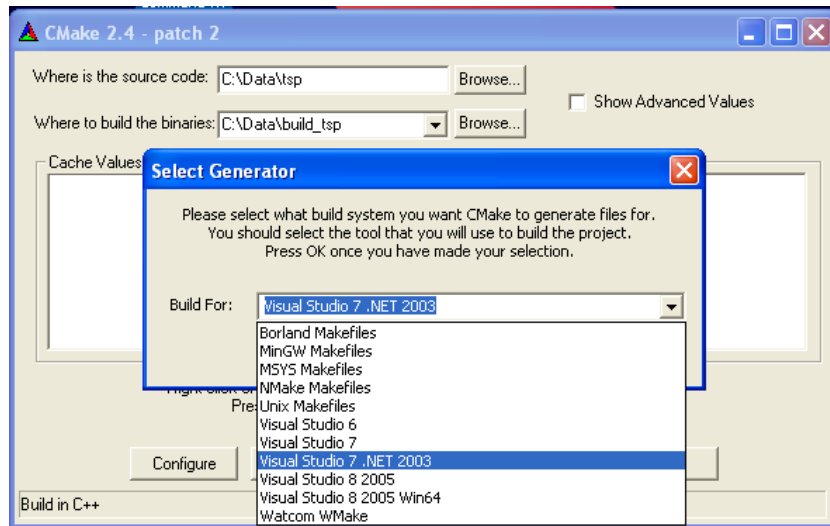 CMake 2.4 - patch 2
Where is the source code: C:\Data\tsp Browse...
Show Advanced Values
Where to build the binaries: C:\Data\build_tsp Browse...
Cache Values
Select Generator
Please select what build system you want CMake to generate files for.
You should select the tool that you will use to build the project.
Press OK once you have made your selection.
Build For: Visual Studio 7 .NET 2003
Borland Makefiles
MinGW Makefiles
MSYS Makefiles
NMake Makefiles
Unix Makefiles
Visual Studio 6
Visual Studio 7
Visual Studio 7 .NET 2003
Visual Studio 8 2005
Visual Studio 8 2005 Win64
Watcom WMake
Configure
Build in C++